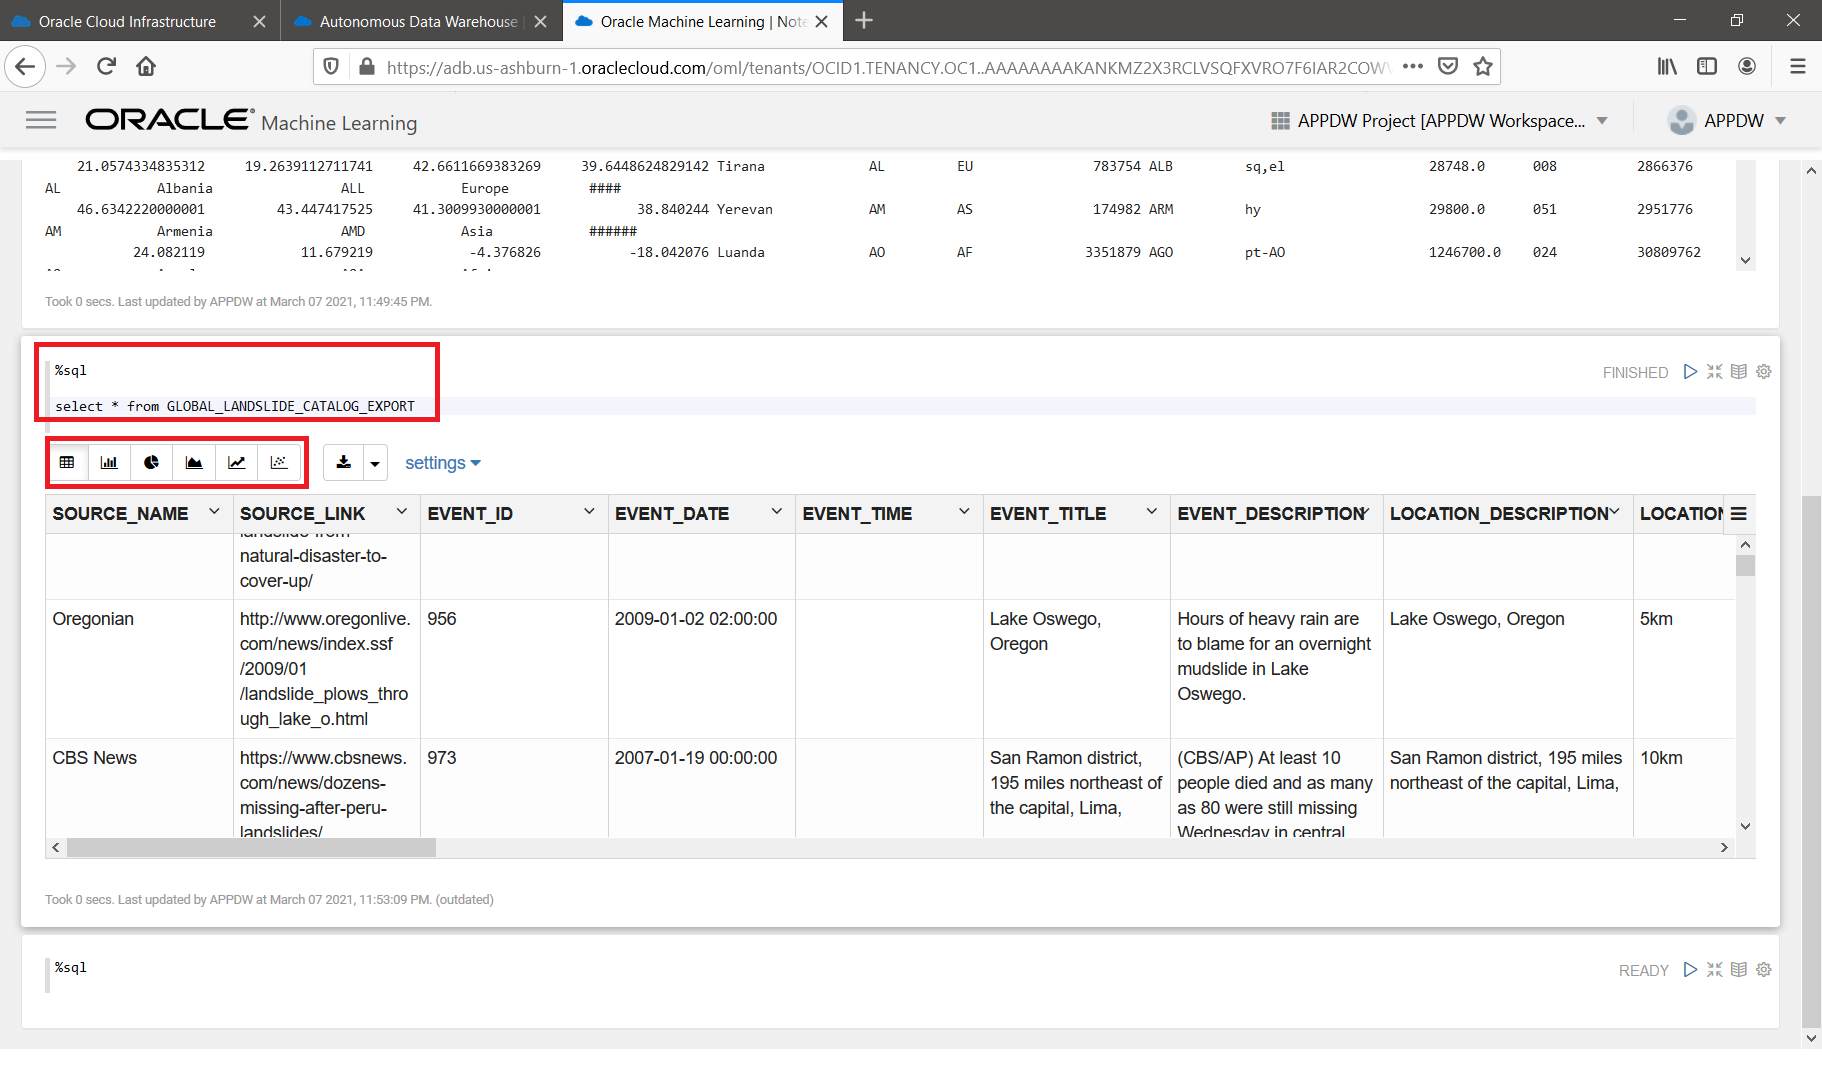 Oracle Cloud Infrastructure
Autonomous Data Warehouse
Oracle Machine Learning | Note
https://adb.us-ashburn-1.oraclecloud.com/oml/tenants/OCID1.TENANCY.OC1..AAAAAAAAKANKMZ2X3RCLVSQFXVRO7F6IAR2COWV
ORACLE Machine Learning
APPDW Project [APPDW Workspace...
APPDW
21.0574334835312 19.2639112711741 42.6611669383269 39.6448624829142 Tirana AL EU 783754 ALB sq,el 28748.0 008 2866376
AL Albania ALL Europe ####
46.6342220000001 43.447417525 41.3009930000001 38.840244 Yerevan AM AS 174982 ARM hy 29800.0 051 2951776
AM Armenia AMD Asia ######
24.082119 11.679219 -4.376826 -18.042076 Luanda AO AF 3351879 AGO pt-AO 1246700.0 024 30809762
Took 0 secs. Last updated by APPDW at March 07 2021, 11:49:45 PM.
%sql
FINISHED
select * from GLOBAL_LANDSLIDE_CATALOG_EXPORT
settings
SOURCE_NAME SOURCE_LINK EVENT_ID EVENT_DATE EVENT_TIME EVENT_TITLE EVENT_DESCRIPTION LOCATION_DESCRIPTION LOCATION
landslide-from-
natural-disaster-to-
cover-up/
Oregonian http://www.oregonlive. 956 2009-01-02 02:00:00 Lake Oswego, Hours of heavy rain are Lake Oswego, Oregon 5km
com/news/index.ssf Oregon to blame for an overnight
/2009/01 mudslide in Lake
/landslide_plows_thro Oswego.
ugh_lake_o.html
CBS News https://www.cbsnews. 973 2007-01-19 00:00:00 San Ramon district, (CBS/AP) At least 10 San Ramon district, 195 miles 10km
com/news/dozens- 195 miles northeast of people died and as many northeast of the capital, Lima,
missing-after-peru- the capital, Lima, as 80 were still missing
landslides/ Wednesday in central
Took 0 secs. Last updated by APPDW at March 07 2021, 11:53:09 PM. (outdated)
%sql
READY